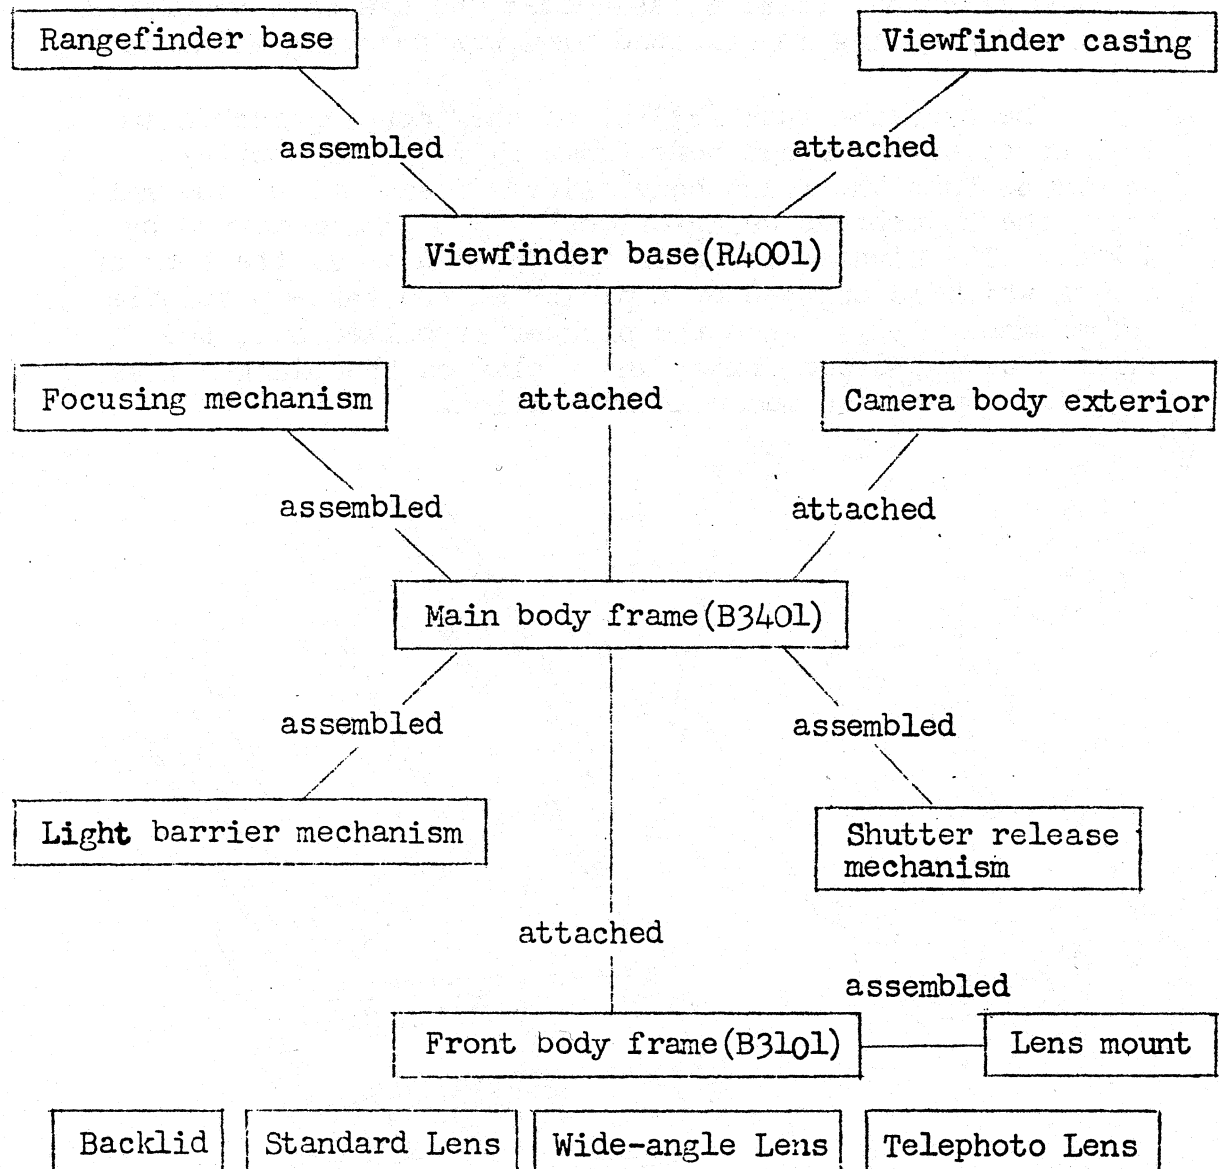 Rangefinder base
Viewfinder casing
assembled
attached
Viewfinder base(R4001)
Focusing mechanism
attached
Camera body exterior
assembled
attached
Main body frame(B3401)
assembled
assembled
Light barrier mechanism
Shutter release
mechanism
attached
assembled
Front body frame(B3101)
Lens mount
Backlid
Standard Lens
Wide-angle Lens
Telephoto Lens